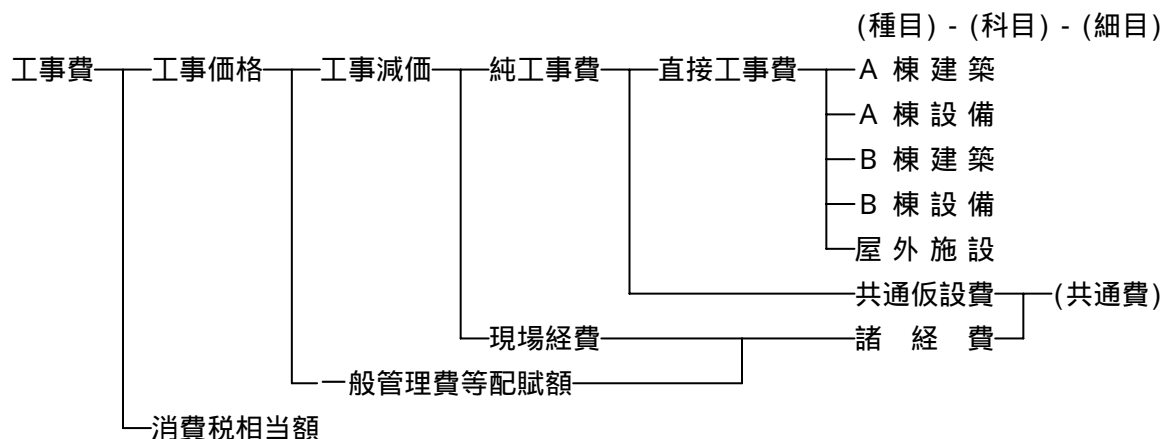 (種目) - (科目) - (細目)
工事費 工事価格 工事減価 純工事費 直接工事費 A 棟 建 築
A 棟 設 備
B 棟 建 築
B 棟 設 備
屋 外 施 設
共通仮設費 (共通費)
現場経費 諸 経 費
一般管理費等配賦額
消費税相当額